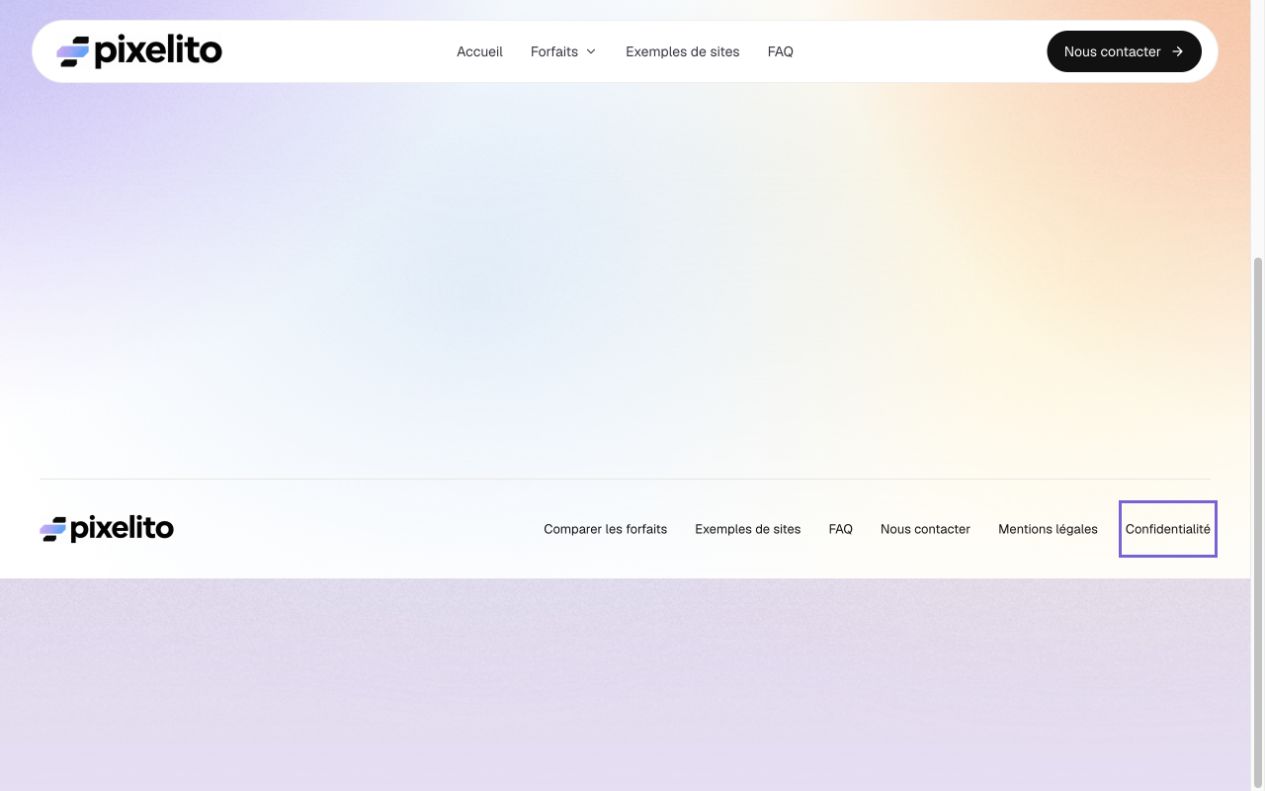 pixelito
Accueil
Forfaits
Exemples de sites
FAQ
Nous contacter
pixelito
Comparer les forfaits
Exemples de sites
FAQ
Nous contacter
Mentions légales
Confidentialité